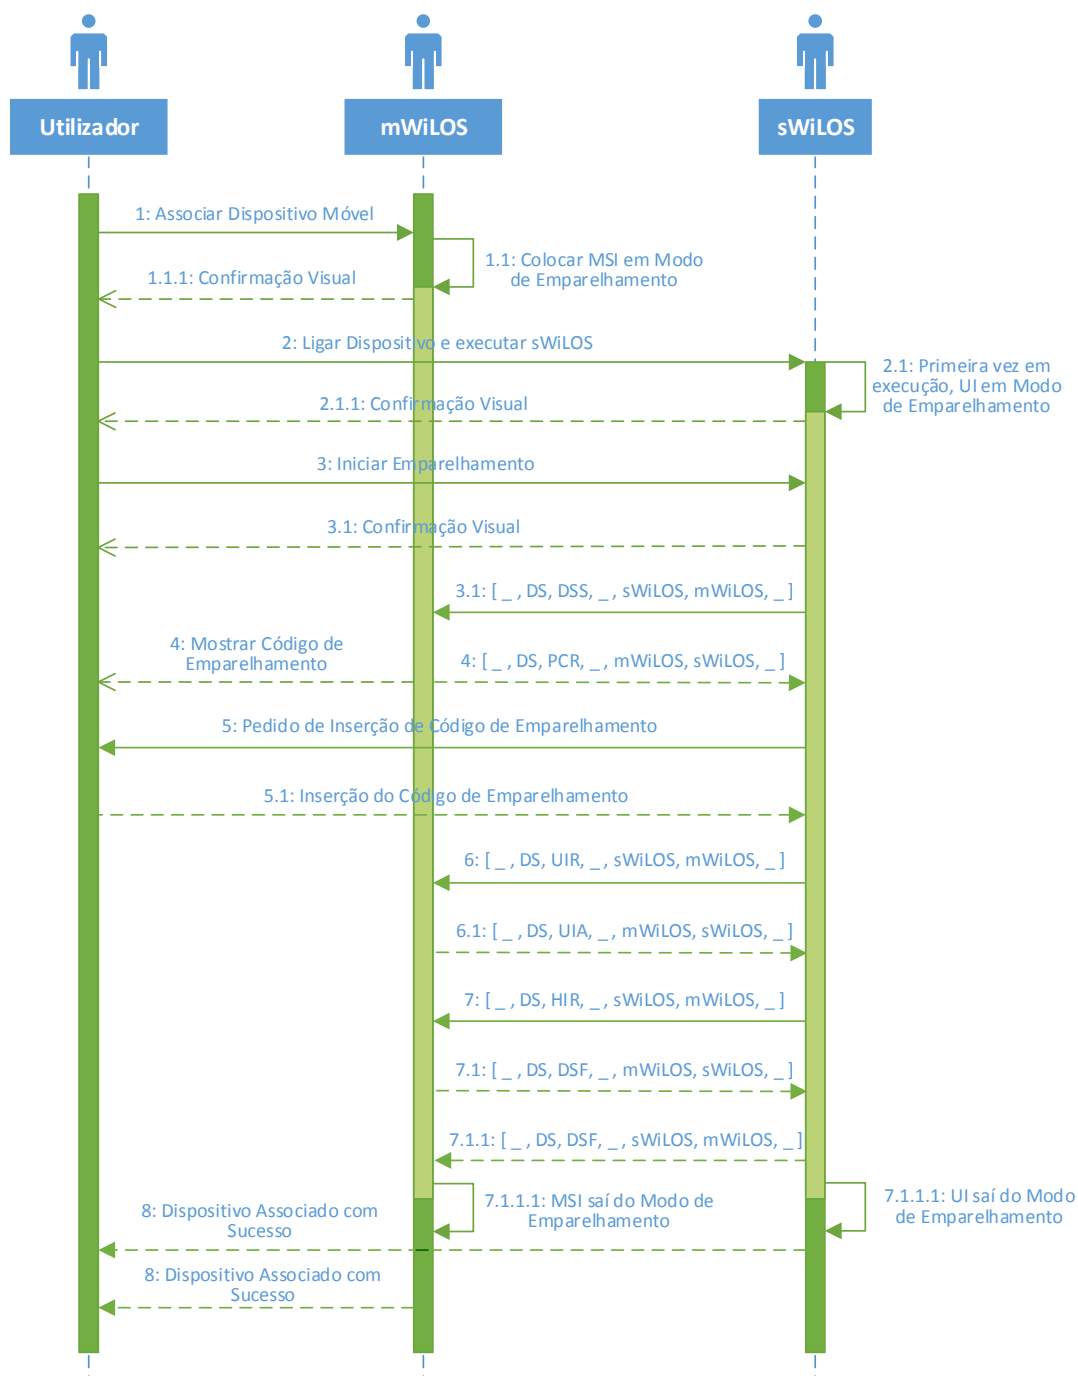 Utilizador
mWiLOS
sWiLOS
1: Associar Dispositivo Móvel
1.1: Colocar MSI em Modo
de Emparelhamento
1.1.1: Confirmação Visual
2: Ligar Dispositivo e executar sWiLOS
2.1: Primeira vez em
execução, UI em Modo
de Emparelhamento
2.1.1: Confirmação Visual
3: Iniciar Emparelhamento
3.1: Confirmação Visual
3.1: [ _ , DS, DSS, _ , sWiLOS, mWiLOS, _ ]
4: Mostrar Código de
Emparelhamento
4: [ _ , DS, PCR, _ , mWiLOS, sWiLOS, _ ]
5: Pedido de Inserção de Código de Emparelhamento
5.1: Inserção do Código de Emparelhamento
6: [ _ , DS, UIR, _ , sWiLOS, mWiLOS, _ ]
6.1: [ _ , DS, UIA, _ , mWiLOS, sWiLOS, _ ]
7: [ _ , DS, HIR, _ , sWiLOS, mWiLOS, _ ]
7.1: [ _ , DS, DSF, _ , mWiLOS, sWiLOS, _ ]
7.1.1: [ _ , DS, DSF, _ , sWiLOS, mWiLOS, _ ]
7.1.1.1: MSI saí do Modo de
Emparelhamento
7.1.1.1: UI saí do Modo
de Emparelhamento
8: Dispositivo Associado com
Sucesso
8: Dispositivo Associado com
Sucesso